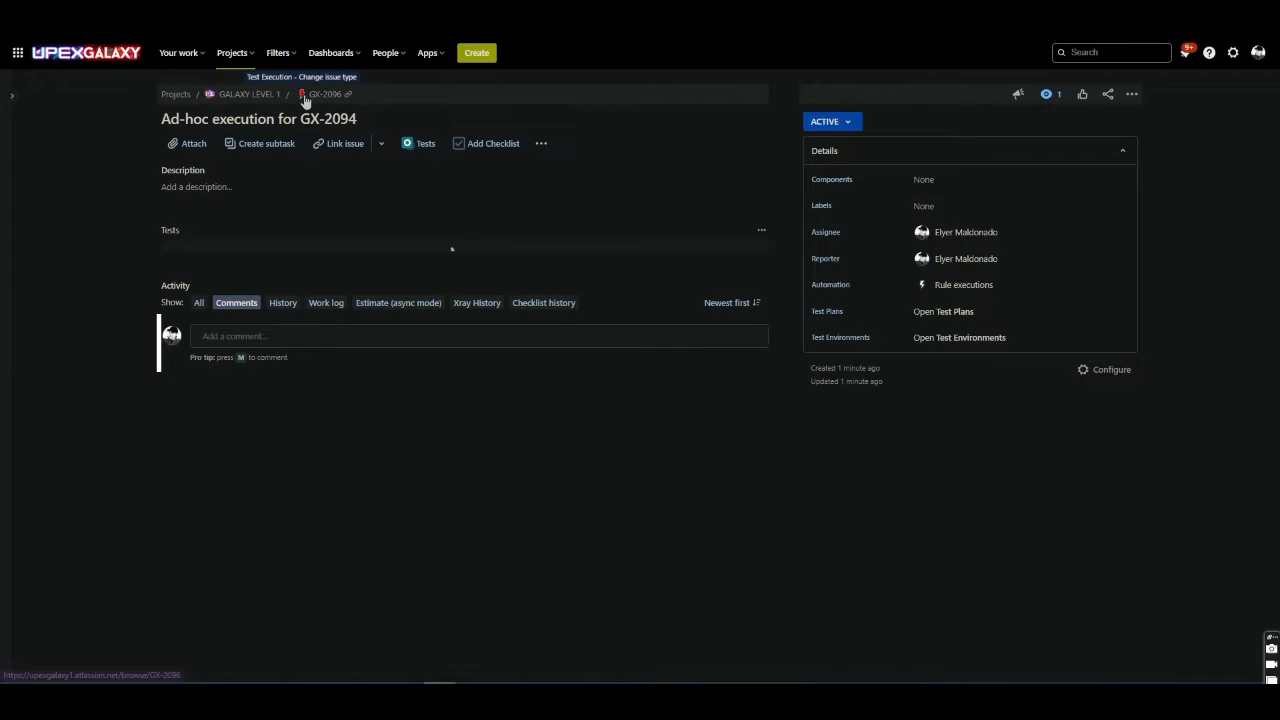 UPEXGALAXY
Your work
Projects
Filters
Dashboards
People
Apps
Create
Search
9+
Test Execution - Change issue type
Projects / GALAXY LEVEL 1 / GX-2096
1
Ad-hoc execution for GX-2094
Attach
Create subtask
Link issue
Tests
Add Checklist
Description
Add a description...
Tests
Activity
Show: All Comments History Work log Estimate (async mode) Xray History Checklist history
Newest first
Add a comment...
Pro tip: press M to comment
ACTIVE
Details
Components None
Labels None
Assignee Elyer Maldonado
Reporter Elyer Maldonado
Automation Rule executions
Test Plans Open Test Plans
Test Environments Open Test Environments
Created 1 minute ago
Updated 1 minute ago
Configure
https://upexgalaxy1.atlassian.net/browse/GX-2096